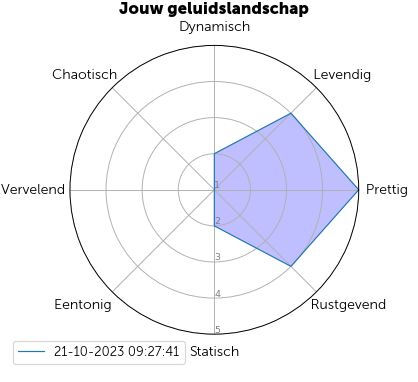 Jouw geluidslandschap
Dynamisch
Chaotisch
Levendig
Vervelend
1
Prettig
2
3
Eentonig
4
Rustgevend
5
21-10-2023 09:27:41
Statisch